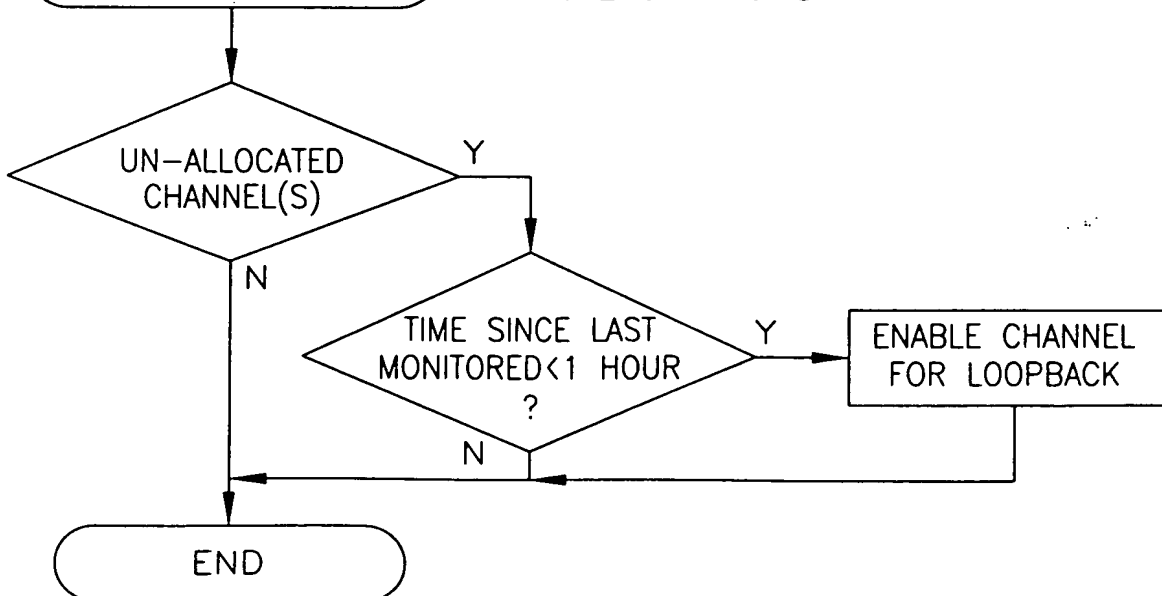 UN-ALLOCATED
CHANNEL(S)
Y
N
TIME SINCE LAST
MONITORED<1 HOUR
?
Y
N
ENABLE CHANNEL
FOR LOOPBACK
END